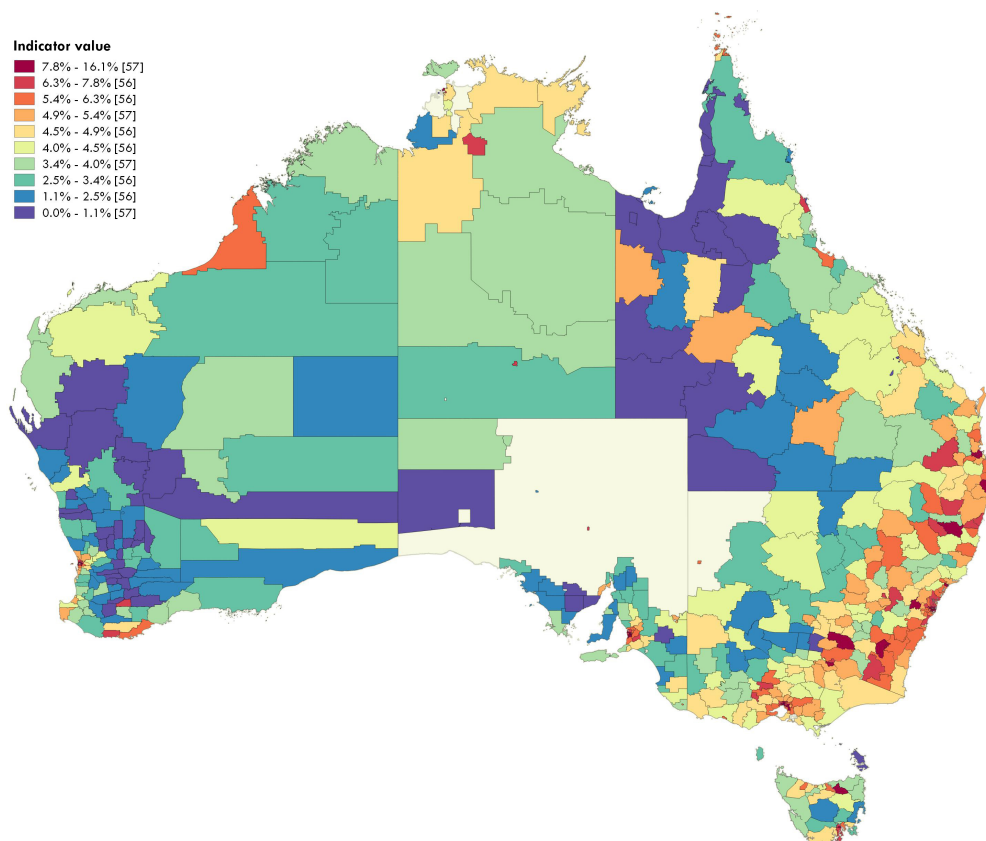 Indicator value
7.8% - 16.1% [57]
6.3% - 7.8% [56]
5.4% - 6.3% [56]
4.9% - 5.4% [57]
4.5% - 4.9% [56]
4.0% - 4.5% [56]
3.4% - 4.0% [57]
2.5% - 3.4% [56]
1.1% - 2.5% [56]
0.0% - 1.1% [57]